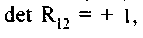 det R₁₂ = + 1,